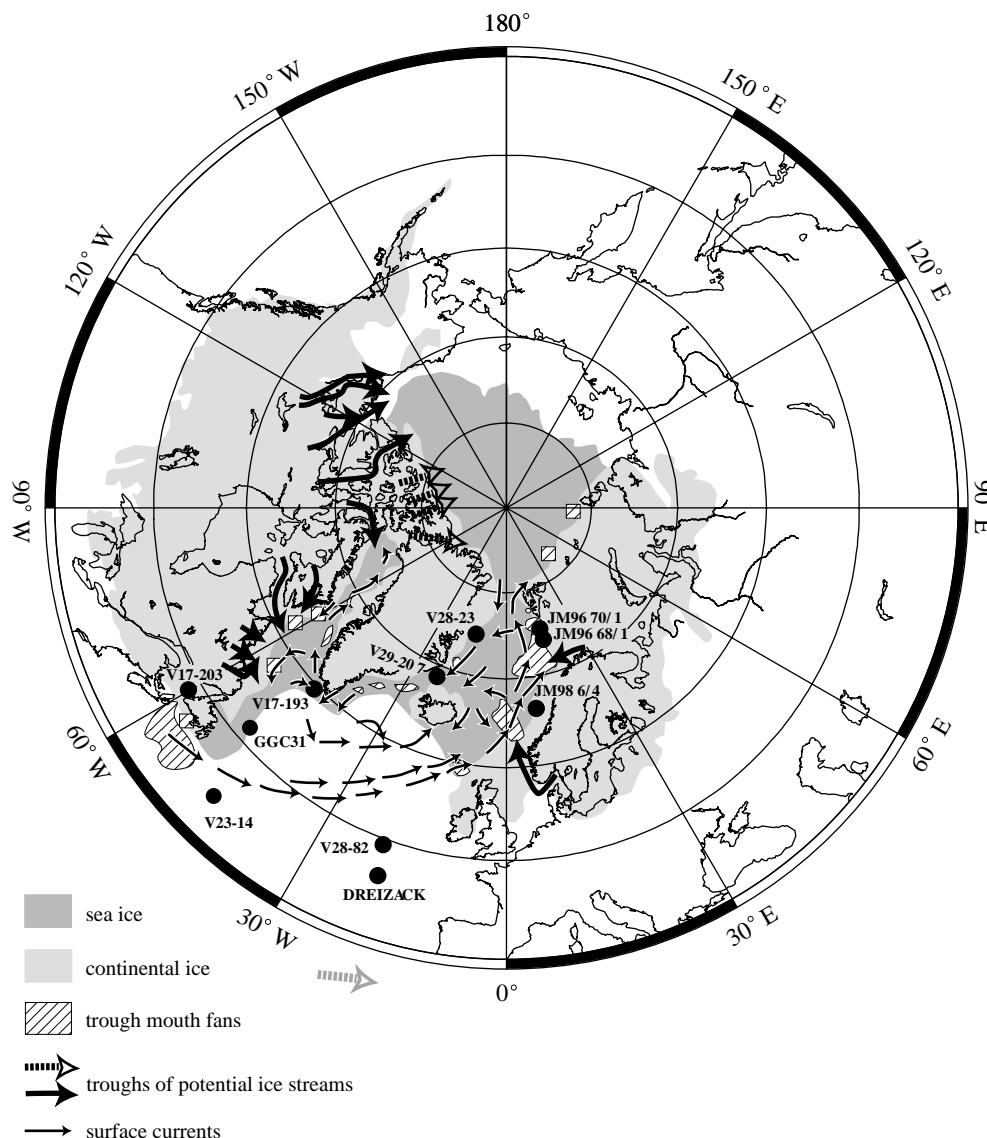 180°
150° W
150° E
120° W
120° E
90° W
90° E
V28-23
JM96 70/1
JM96 68/1
V29-207
V17-203
V17-193
JM98 6/4
GGC31
60° W
60° E
V23-14
V28-82
DREIZACK
30° W
30° E
0°
sea ice
continental ice
trough mouth fans
troughs of potential ice streams
surface currents